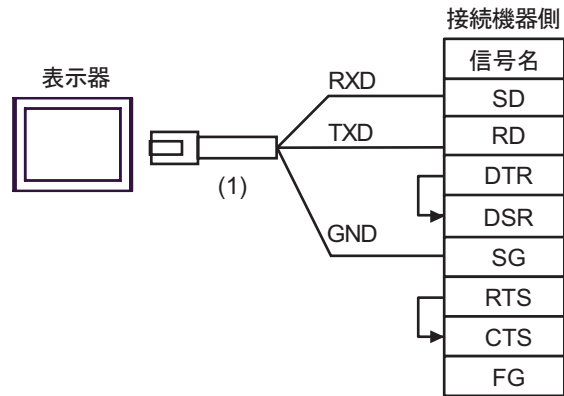 接続機器側
表示器
信号名
RXD
SD
TXD
RD
DTR
(1)
DSR
GND
SG
RTS
CTS
FG